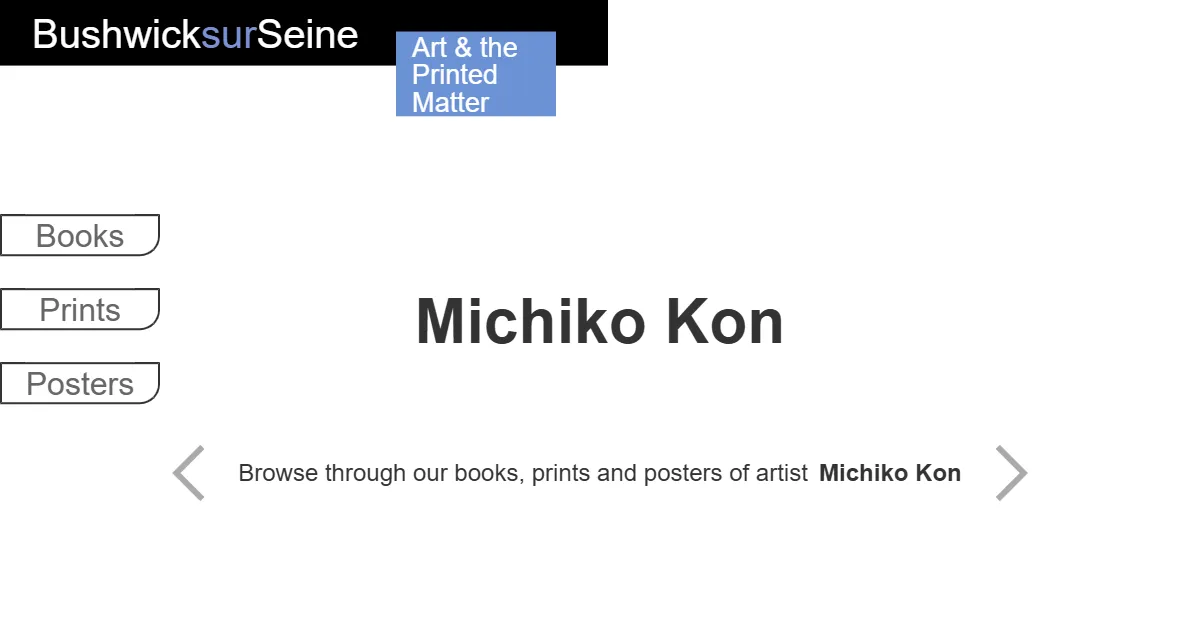 BushwicksurSeine
Art & the
Printed
Matter
Books
Prints
Posters
Michiko Kon
Browse through our books, prints and posters of artist Michiko Kon